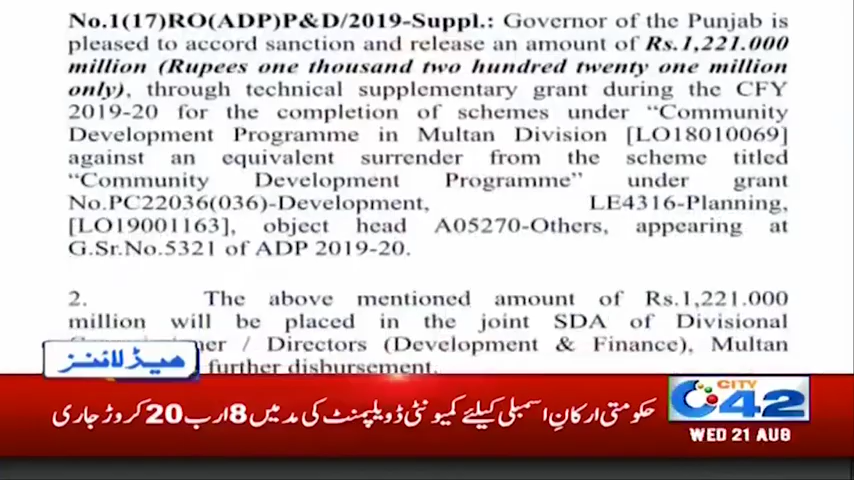 No.1(17)RO(ADP)P&D/2019-Suppl.: Governor of the Punjab is
pleased to accord sanction and release an amount of Rs.1,221.000
million (Rupees one thousand two hundred twenty one million
only), through technical supplementary grant during the CFY
2019-20 for the completion of schemes under “Community
Development Programme in Multan Division [LO18010069]
against an equivalent surrender from the scheme titled
“Community Development Programme” under grant
No.PC22036(036)-Development, LE4316-Planning,
[LO19001163], object head A05270-Others, appearing at
G.Sr.No.5321 of ADP 2019-20.
2. The above mentioned amount of Rs.1,221.000
million will be placed in the joint SDA of Divisional
/ Directors (Development & Finance), Multan
further disbursement.
ہیڈلائنز
حکومتی ارکانِ اسمبلی کیلئے کمیونٹی ڈویلپمنٹ کی مد میں 8 ارب 20 کروڑ جاری
CITY
42
WED 21 AUG